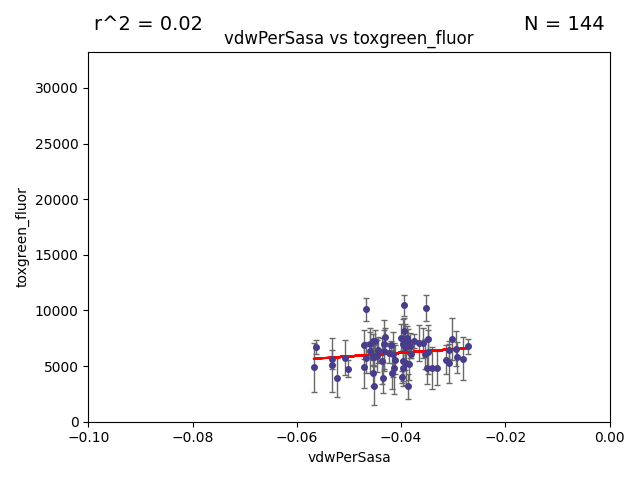 r^2 = 0.02
N = 144
vdwPerSasa vs toxgreen_fluor
30000
25000
20000
15000
10000
5000
0
toxgreen_fluor
−0.10
−0.08
−0.06
−0.04
−0.02
0.00
vdwPerSasa